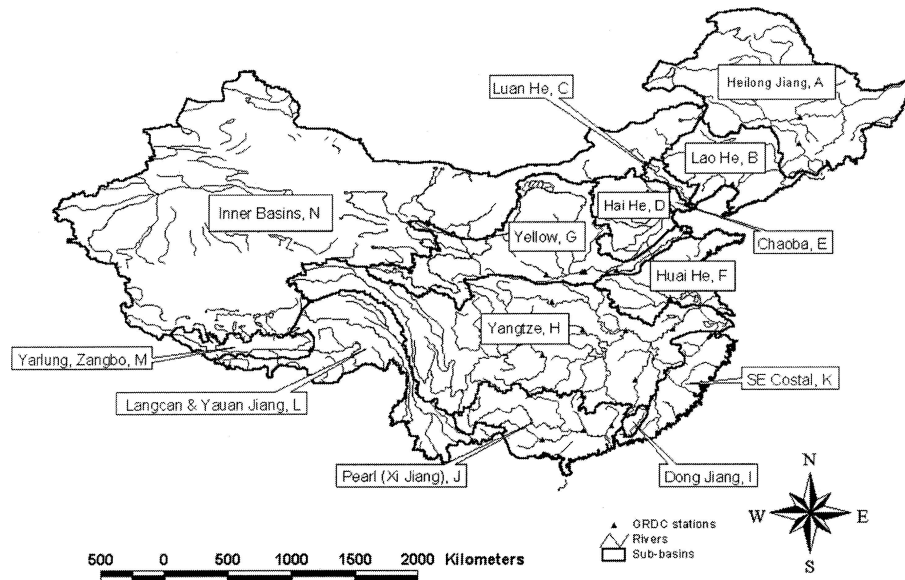 Heilong Jiang, A
Luan He, C
Lao He, B
Hai He, D
Inner Basins, N
Yellow, G
Chaoba, E
Huai He, F
Yangtze, H
Yarlung, Zangbo, M
SE Costal, K
Langcan & Yauan Jiang, L
Pearl (Xi Jiang), J
Dong Jiang, I
N
W
E
S
GRDC stations
Rivers
Sub-basins
500 0 500 1000 1500 2000 Kilometers